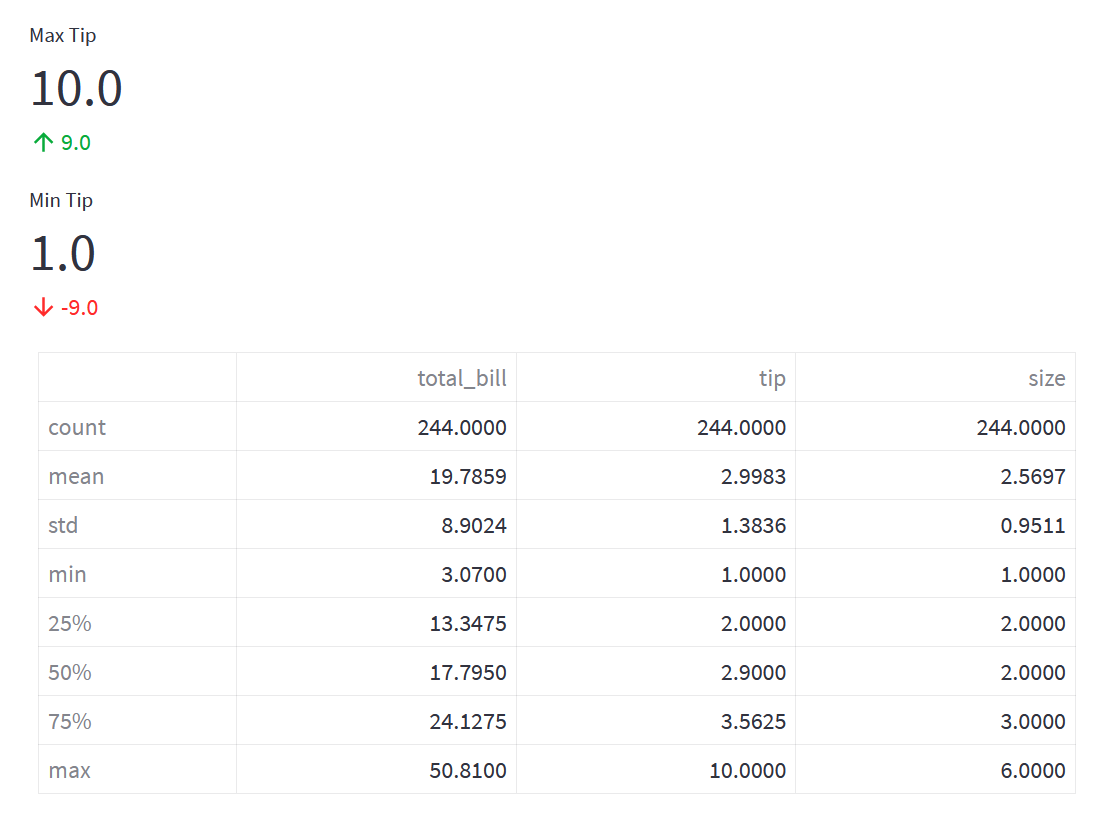 Max Tip
10.0
↑ 9.0
Min Tip
1.0
↓ -9.0
total_bill tip size
count 244.0000 244.0000 244.0000
mean 19.7859 2.9983 2.5697
std 8.9024 1.3836 0.9511
min 3.0700 1.0000 1.0000
25% 13.3475 2.0000 2.0000
50% 17.7950 2.9000 2.0000
75% 24.1275 3.5625 3.0000
max 50.8100 10.0000 6.0000